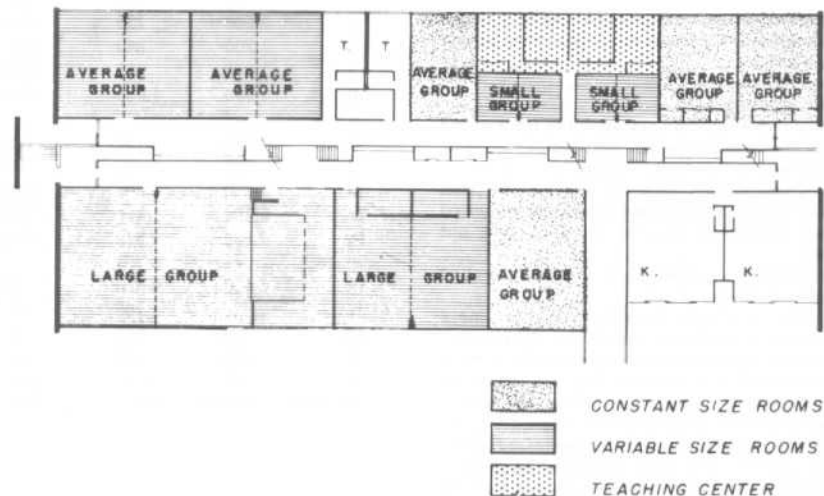 T. T.
AVERAGE GROUP
AVERAGE GROUP
AVERAGE GROUP
SMALL GROUP
SMALL GROUP
AVERAGE GROUP
AVERAGE GROUP
LARGE GROUP
LARGE GROUP
AVERAGE GROUP
K. K.
CONSTANT SIZE ROOMS
VARIABLE SIZE ROOMS
TEACHING CENTER